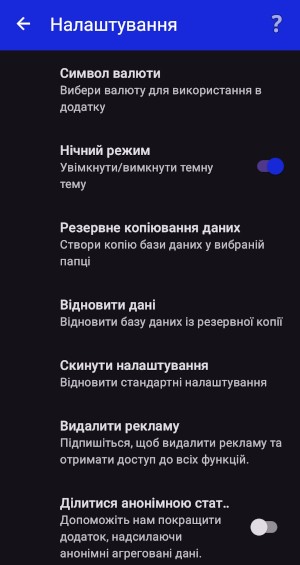 Налаштування ?
Символ валюти
Вибери валюту для використання в
додатку
Нічний режим
Увімкнути/вимкнути темну
тему
Резервне копіювання даних
Створи копію бази даних у вибраній
папці
Відновити дані
Відновити базу даних із резервної копії
Скинути налаштування
Відновити стандартні налаштування
Видалити рекламу
Підпишіться, щоб видалити рекламу та
отримати доступ до всіх функцій.
Ділитися анонімною стат..
Допоможіть нам покращити
додаток, надсилаючи
анонімні агреговані дані.